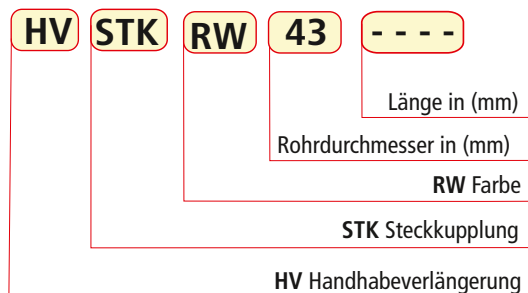 HV STK RW 43 - - - -
Länge in (mm)
Rohrdurchmesser in (mm)
RW Farbe
STK Steckkupplung
HV Handhabeverlängerung